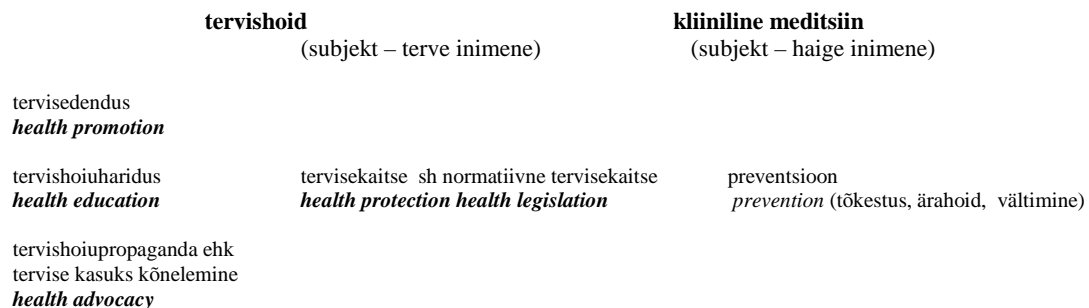 tervishoid kliiniline meditsiin
(subjekt – terve inimene) (subjekt – haige inimene)
tervisedendus
health promotion
tervishoiuharidus tervisekaitse sh normatiivne tervisekaitse preventsioon
health education health protection health legislation prevention (tõkestus, ärahoid, vältimine)
tervishoiupropaganda ehk
tervise kasuks kõnelemine
health advocacy